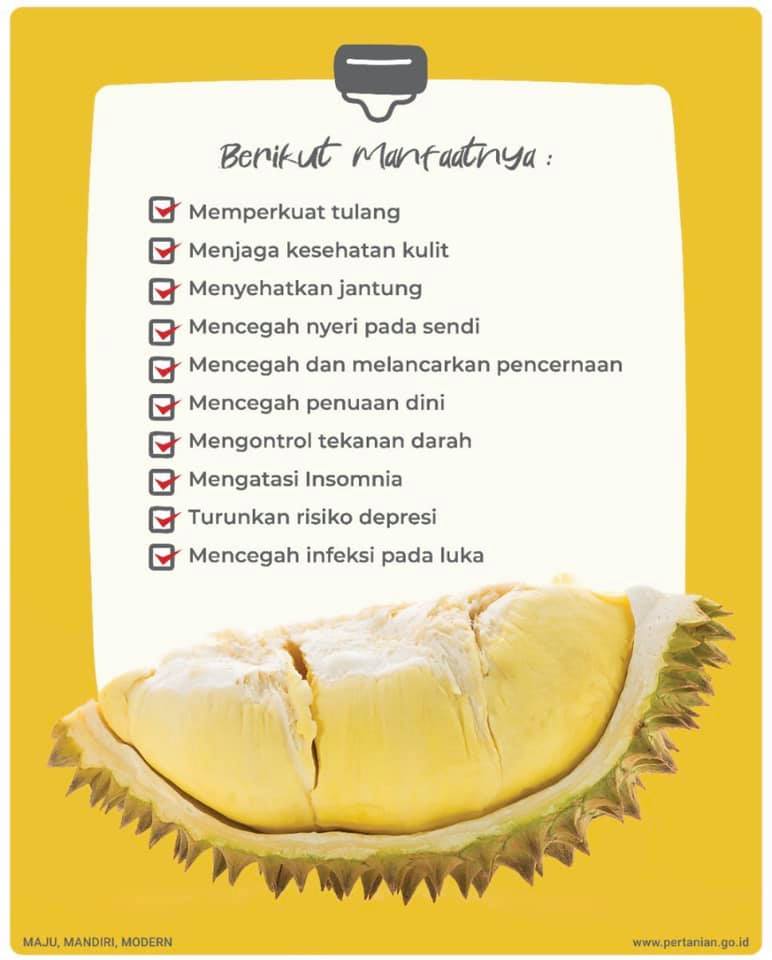 Berikut Manfaatnya :
Memperkuat tulang
Menjaga kesehatan kulit
Menyehatkan jantung
Mencegah nyeri pada sendi
Mencegah dan melancarkan pencernaan
Mencegah penuaan dini
Mengontrol tekanan darah
Mengatasi Insomnia
Turunkan risiko depresi
Mencegah infeksi pada luka
MAJU, MANDIRI, MODERN
www.pertanian.go.id